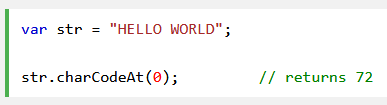 var str = "HELLO WORLD";
str.charCodeAt(0);          // returns 72